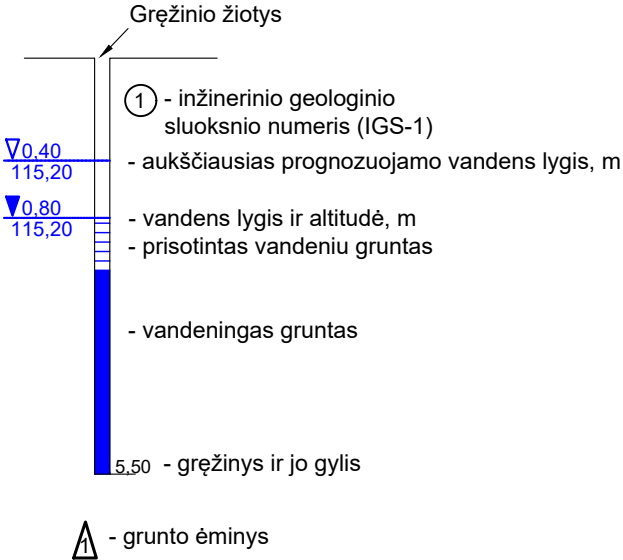 Gręžinio žiotys
1 - inžinerinio geologinio
sluoksnio numeris (IGS-1)
0,40
115,20
- aukščiausias prognozuojamo vandens lygis, m
0,80
115,20
- vandens lygis ir altitudė, m
- prisotintas vandeniu gruntas
- vandeningas gruntas
5,50 - gręžinys ir jo gylis
1 - grunto ėminys